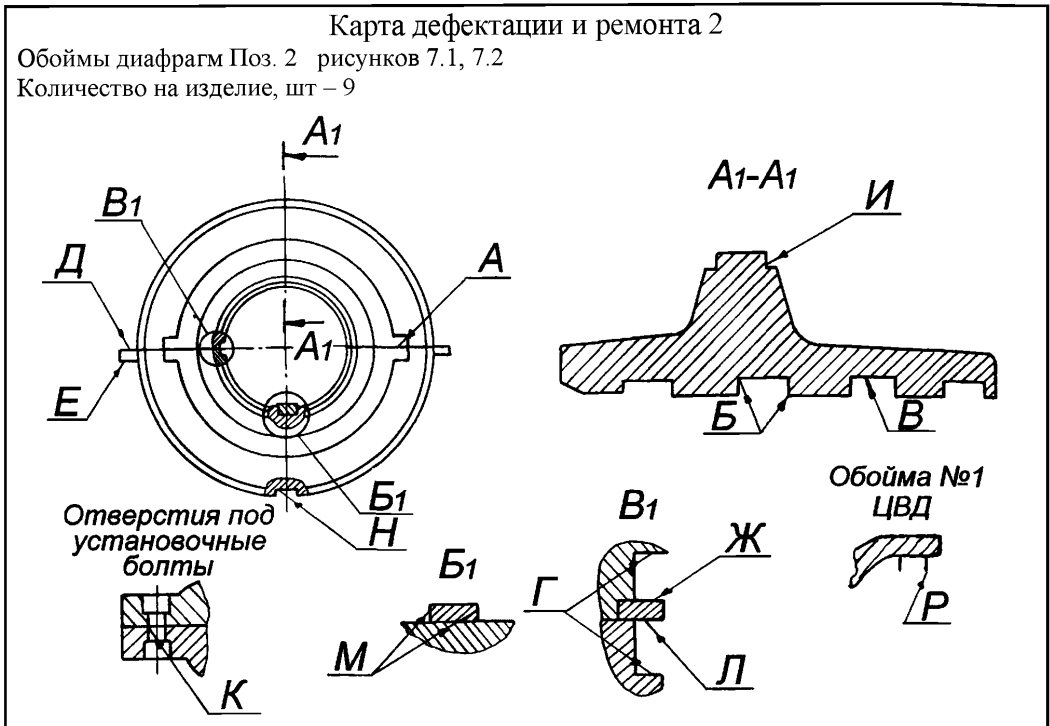 Карта дефектации и ремонта 2
Обоймы диафрагм Поз. 2 рисунков 7.1, 7.2
Количество на изделие, шт – 9
А1
А1-А1
И
В1
Д
А
А1
Е
Б
В
Б1
Н
Обойма №1
ЦВД
Отверстия под
установочные
болты
В1
Ж
Б1
Г
Р
М
Л
К